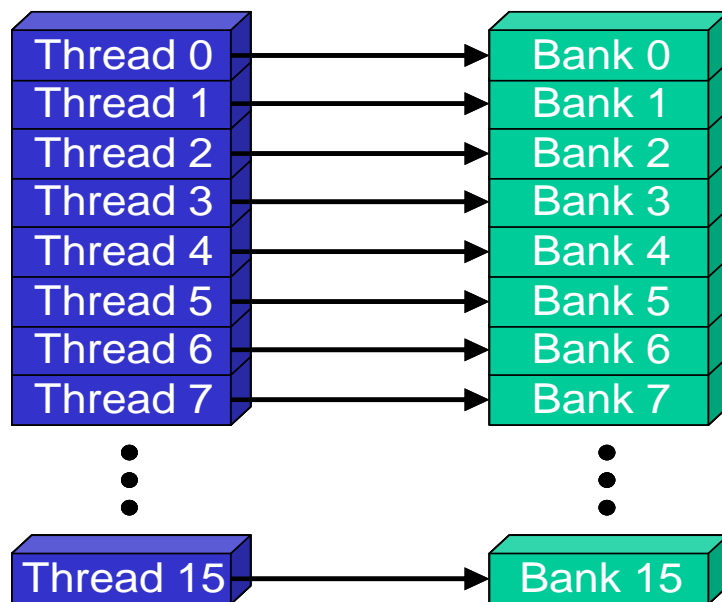 Thread 0 Bank 0
Thread 1 Bank 1
Thread 2 Bank 2
Thread 3 Bank 3
Thread 4 Bank 4
Thread 5 Bank 5
Thread 6 Bank 6
Thread 7 Bank 7
Thread 15 Bank 15